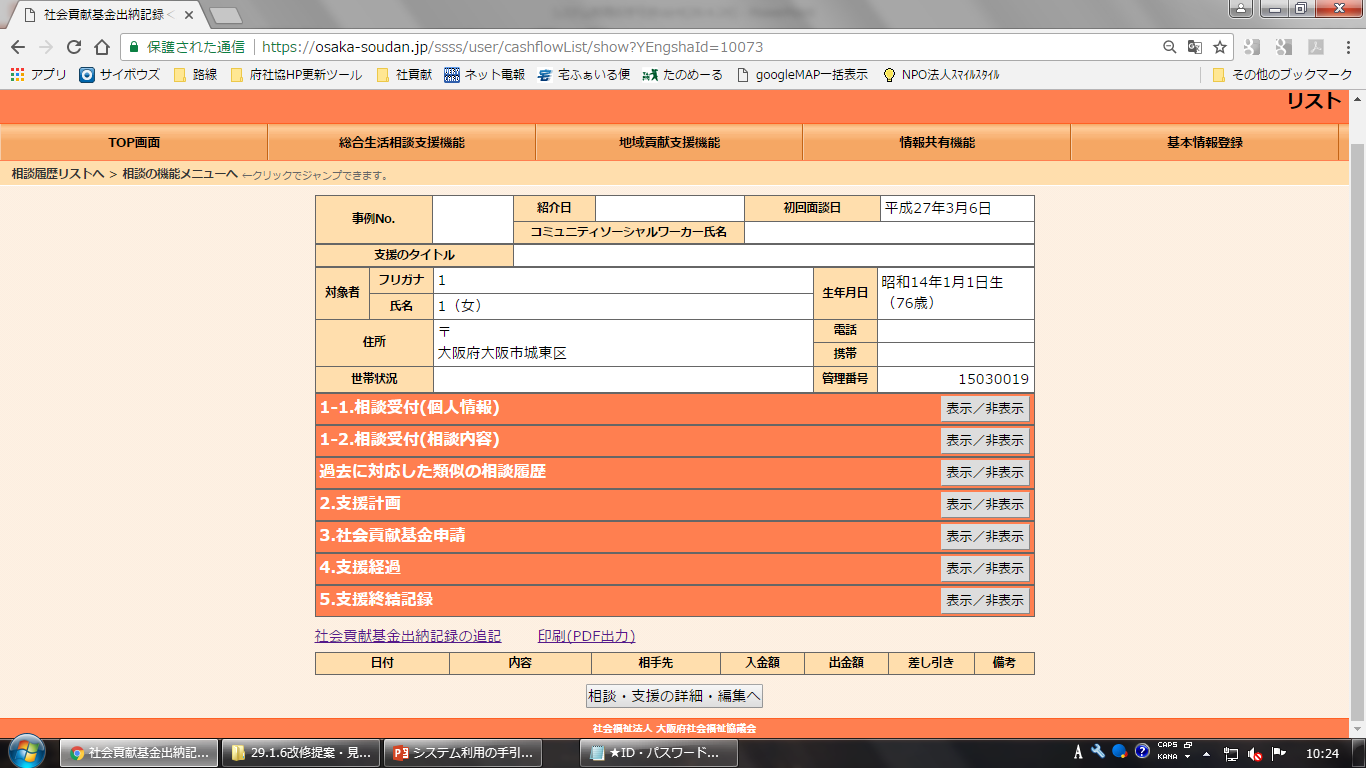 社会貢献基金出納記録
保護された通信 https://osaka-soudan.jp/ssss/user/cashflowList/show?YEngshaId=10073
アプリ サイボウズ 路線 府社協HP更新ツール 社貢献 ネット電報 宅ふぁいる便 たのめーる googleMAP一括表示 NPO法人ｽﾏｲﾙｽﾀｲﾙ その他のブックマーク
リスト
TOP画面 総合生活相談支援機能 地域貢献支援機能 情報共有機能 基本情報登録
相談履歴リストへ > 相談の機能メニューへ ←クリックでジャンプできます。
事例No. 紹介日 初回面談日 平成27年3月6日
コミュニティソーシャルワーカー氏名
支援のタイトル
対象者 フリガナ 1 生年月日 昭和14年1月1日生
（76歳）
氏名 1（女）
住所 〒 電話
大阪府大阪市城東区 携帯
世帯状況 管理番号 15030019
1-1.相談受付(個人情報) 表示／非表示
1-2.相談受付(相談内容) 表示／非表示
過去に対応した類似の相談履歴 表示／非表示
2.支援計画 表示／非表示
3.社会貢献基金申請 表示／非表示
4.支援経過 表示／非表示
5.支援終結記録 表示／非表示
社会貢献基金出納記録の追記 印刷(PDF出力)
日付 内容 相手先 入金額 出金額 差し引き 備考
相談・支援の詳細・編集へ
社会福祉法人 大阪府社会福祉協議会
社会貢献基金出納記... 29.1.6改修提案・見... システム利用の手引... ★ID・パスワード... A CAPS KANA 10:24